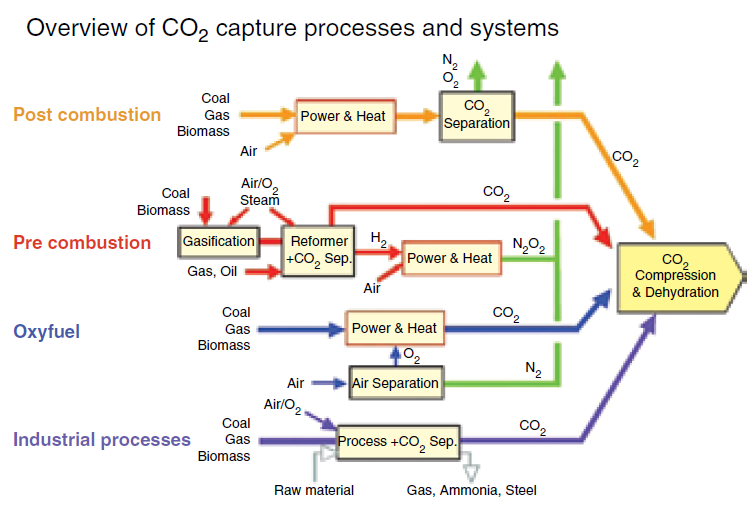 Overview of CO₂ capture processes and systems
N₂
O₂
Post combustion
Coal
Gas
Biomass
Air
Power & Heat
CO₂
Separation
CO₂
Pre combustion
Coal
Biomass
Air/O₂
Steam
Gasification
Gas, Oil
Reformer
+CO₂ Sep.
CO₂
H₂
Air
Power & Heat
N₂O₂
CO₂
Compression
& Dehydration
Oxyfuel
Coal
Gas
Biomass
Power & Heat
CO₂
O₂
Air
Air Separation
N₂
Industrial processes
Air/O₂
Coal
Gas
Biomass
Process +CO₂ Sep.
CO₂
Raw material
Gas, Ammonia, Steel